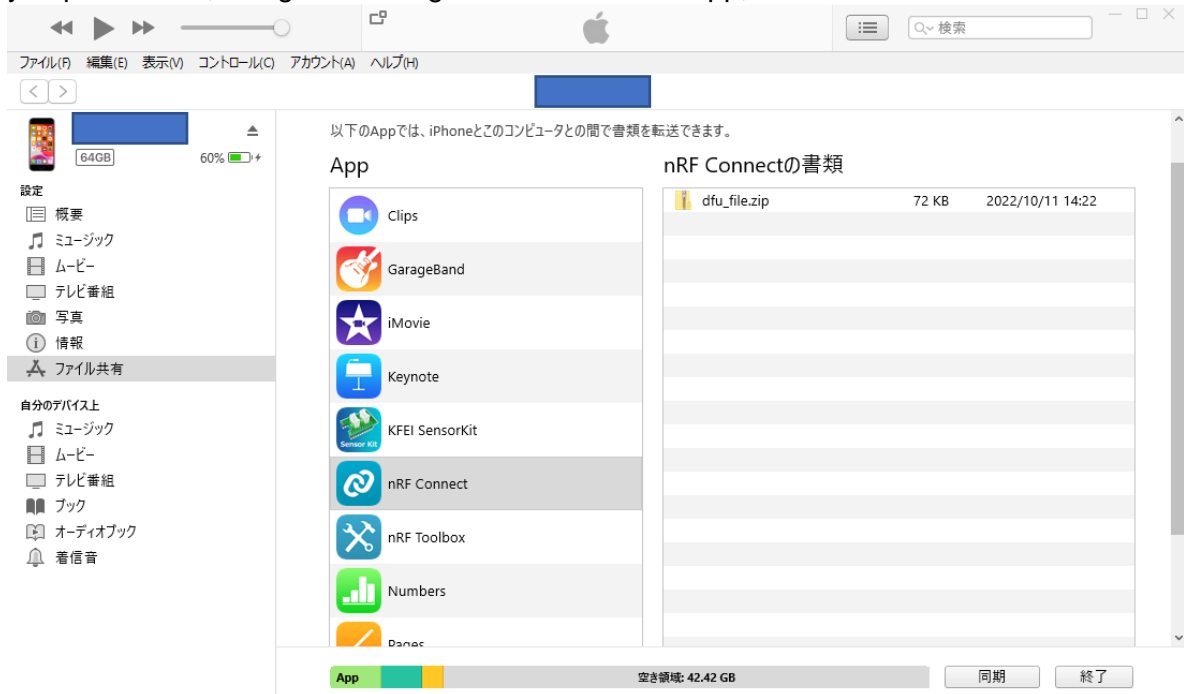 検索
ファイル(F) 編集(E) 表示(V) コントロール(C) アカウント(A) ヘルプ(H)
64GB 60%
設定
概要
ミュージック
ムービー
テレビ番組
写真
情報
ファイル共有
自分のデバイス上
ミュージック
ムービー
テレビ番組
ブック
オーディオブック
着信音
以下のAppでは、iPhoneとこのコンピュータとの間で書類を転送できます。
App
Clips
GarageBand
iMovie
Keynote
Sensor Kit
KFEI SensorKit
nRF Connect
nRF Toolbox
Numbers
Pages
nRF Connectの書類
dfu_file.zip 72 KB 2022/10/11 14:22
App 空き領域: 42.42 GB 同期 終了